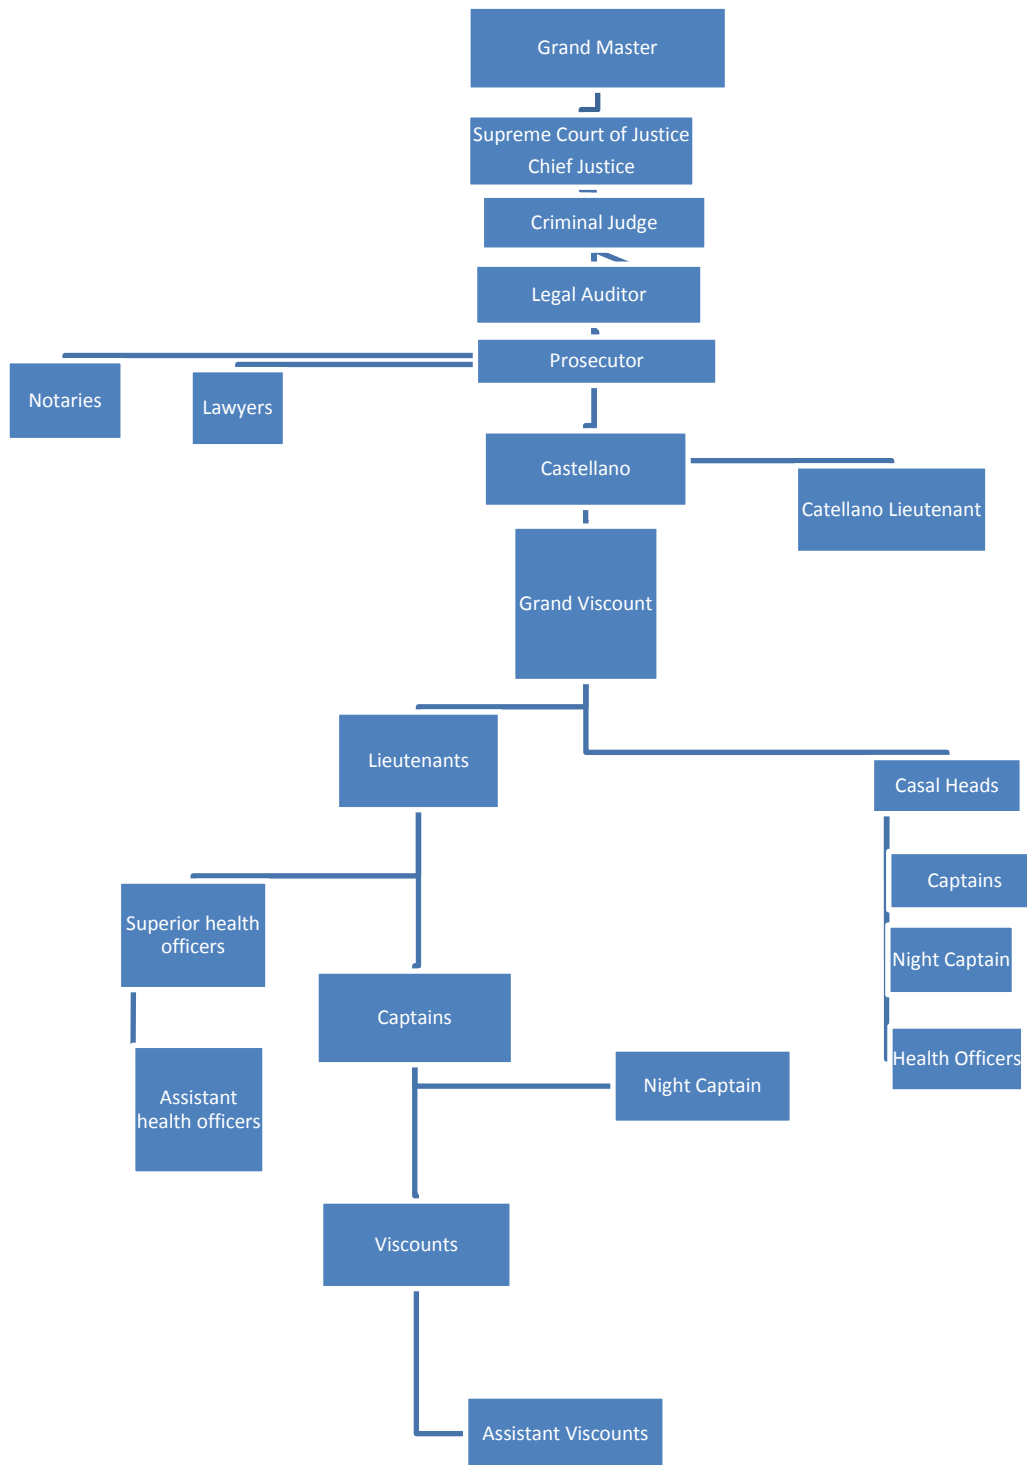 Grand Master
Supreme Court of Justice
Chief Justice
Criminal Judge
Legal Auditor
Prosecutor
Notaries
Lawyers
Castellano
Catellano Lieutenant
Grand Viscount
Lieutenants
Casal Heads
Captains
Superior health
officers
Night Captain
Captains
Health Officers
Night Captain
Assistant
health officers
Viscounts
Assistant Viscounts